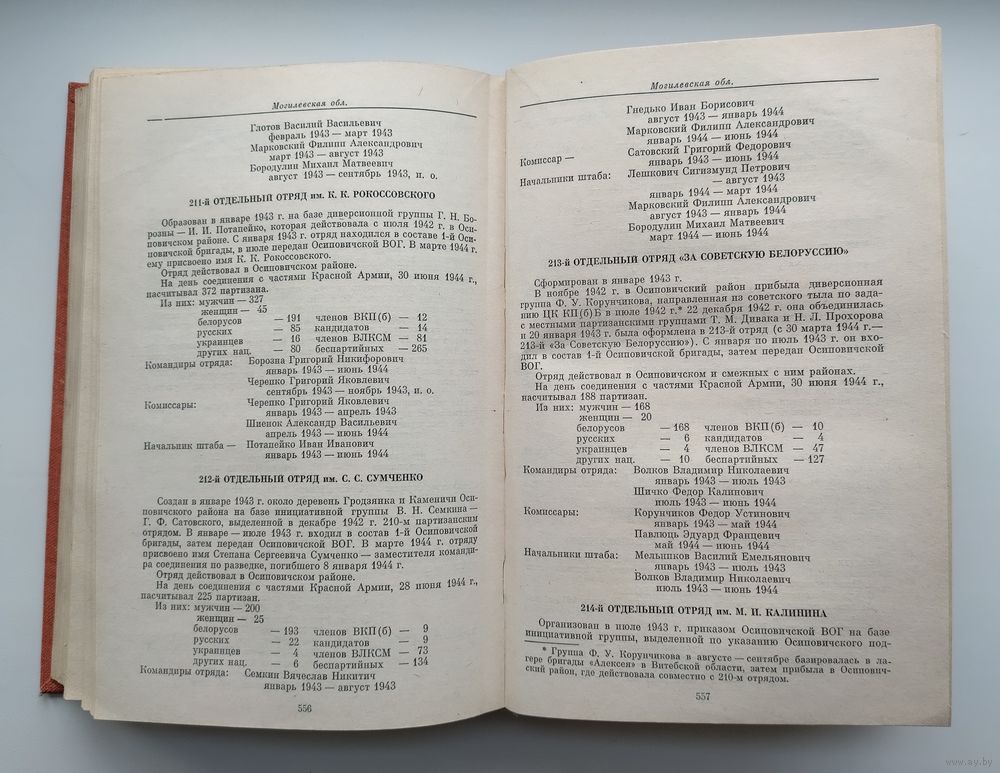 Могилевская обл.
Глотов Василий Васильевич
февраль 1943 — март 1943
Марковский Филипп Александрович
март 1943 — август 1943
Бородулин Михаил Матвеевич
август 1943 — сентябрь 1943, и. о.
211-й ОТДЕЛЬНЫЙ ОТРЯД им. К. К. РОКОССОВСКОГО
Образован в январе 1943 г. на базе диверсионной группы Г. Н. Бо-
розны — И. И. Потапейко, которая действовала с июля 1942 г. в Оси-
повичском районе. С января 1943 г. отряд находился в составе 1-й Оси-
повичской бригады, в июле передан Осиповичской ВОГ. В марте 1944 г.
ему присвоено имя К. К. Рокоссовского.
Отряд действовал в Осиповичском районе.
На день соединения с частями Красной Армии, 30 июня 1944 г.,
насчитывал 372 партизана.
Из них: мужчин — 327
женщин — 45
белорусов — 191 членов ВКП(б) — 12
русских — 85 кандидатов — 14
украинцев — 16 членов ВЛКСМ — 81
других нац. — 80 беспартийных — 265
Командиры отряда: Борозна Григорий Никифорович
январь 1943 — июнь 1944
Черепко Григорий Яковлевич
сентябрь 1943 — ноябрь 1943, и. о.
Комиссары: Черепко Григорий Яковлевич
январь 1943 — апрель 1943
Шиенок Александр Васильевич
апрель 1943 — июнь 1944
Начальник штаба — Потапейко Иван Иванович
январь 1943 — июнь 1944
212-й ОТДЕЛЬНЫЙ ОТРЯД им. С. С. СУМЧЕНКО
Создан в январе 1943 г. около деревень Гродзянка и Каменичи Оси-
повичского района на базе инициативной группы В. Н. Семкина —
Г. Ф. Сатовского, выделенной в декабре 1942 г. 210-м партизанским
отрядом. В январе — июле 1943 г. входил в состав 1-й Осиповичской
бригады, затем передан Осиповичской ВОГ. В марте 1944 г. отряду
присвоено имя Степана Сергеевича Сумченко — заместителя команди-
ра соединения по разведке, погибшего 8 января 1944 г.
Отряд действовал в Осиповичском районе.
На день соединения с частями Красной Армии, 28 июня 1944 г.,
насчитывал 225 партизан.
Из них: мужчин — 200
женщин — 25
белорусов — 193 членов ВКП(б) — 9
русских — 22 кандидатов — 9
украинцев — 4 членов ВЛКСМ — 73
других нац. — 6 беспартийных — 134
Командиры отряда: Семкин Вячеслав Никитич
январь 1943 — август 1943
556
Могилевская обл.
Гнедько Иван Борисович
август 1943 — январь 1944
Марковский Филипп Александрович
январь 1944 — июнь 1944
Комиссар — Сатовский Григорий Федорович
январь 1943 — июнь 1944
Начальники штаба: Лешкович Сигизмунд Петрович
— август 1943
январь 1944 — март 1944
Марковский Филипп Александрович
август 1943 — январь 1944
Бородулин Михаил Матвеевич
март 1944 — июнь 1944
213-й ОТДЕЛЬНЫЙ ОТРЯД «ЗА СОВЕТСКУЮ БЕЛОРУССИЮ»
Сформирован в январе 1943 г.
В ноябре 1942 г. в Осиповичский район прибыла диверсионная
группа Ф. У. Корунчикова, направленная из советского тыла по зада-
нию ЦК КП(б)Б в июле 1942 г.* 22 декабря 1942 г. она объединилась
с местными партизанскими группами Т. М. Дивака и Н. Л. Прохорова
и 20 января 1943 г. была оформлена в 213-й отряд (с 30 марта 1944 г.—
213-й «За Советскую Белоруссию»). С января по июль 1943 г. он вхо-
дил в состав 1-й Осиповичской бригады, затем передан Осиповичской
ВОГ.
Отряд действовал в Осиповичском и смежных с ним районах.
На день соединения с частями Красной Армии, 30 июня 1944 г.,
насчитывал 188 партизан.
Из них: мужчин — 168
женщин — 20
белорусов — 168 членов ВКП(б) — 10
русских — 6 кандидатов — 4
украинцев — 4 членов ВЛКСМ — 47
других нац. — 10 беспартийных — 127
Командиры отряда: Волков Владимир Николаевич
январь 1943 — июль 1943
Шичко Федор Калинович
июль 1943 — июнь 1944
Комиссары: Корунчиков Федор Устинович
январь 1943 — май 1944
Павлющь Эдуард Францевич
май 1944 — июнь 1944
Начальники штаба: Мельников Василий Емельянович
январь 1943 — июль 1943
Волков Владимир Николаевич
июль 1943 — июнь 1944
214-й ОТДЕЛЬНЫЙ ОТРЯД им. М. И. КАЛИНИНА
Организован в июле 1943 г. приказом Осиповичской ВОГ на базе
инициативной группы, выделенной по указанию Осиповичского под-
* Группа Ф. У. Корунчикова в августе — сентябре базировалась в ла-
гере бригады «Алексея» в Витебской области, затем прибыла в Осипович-
ский район, где действовала совместно с 210-м отрядом.
557
www.ay.by